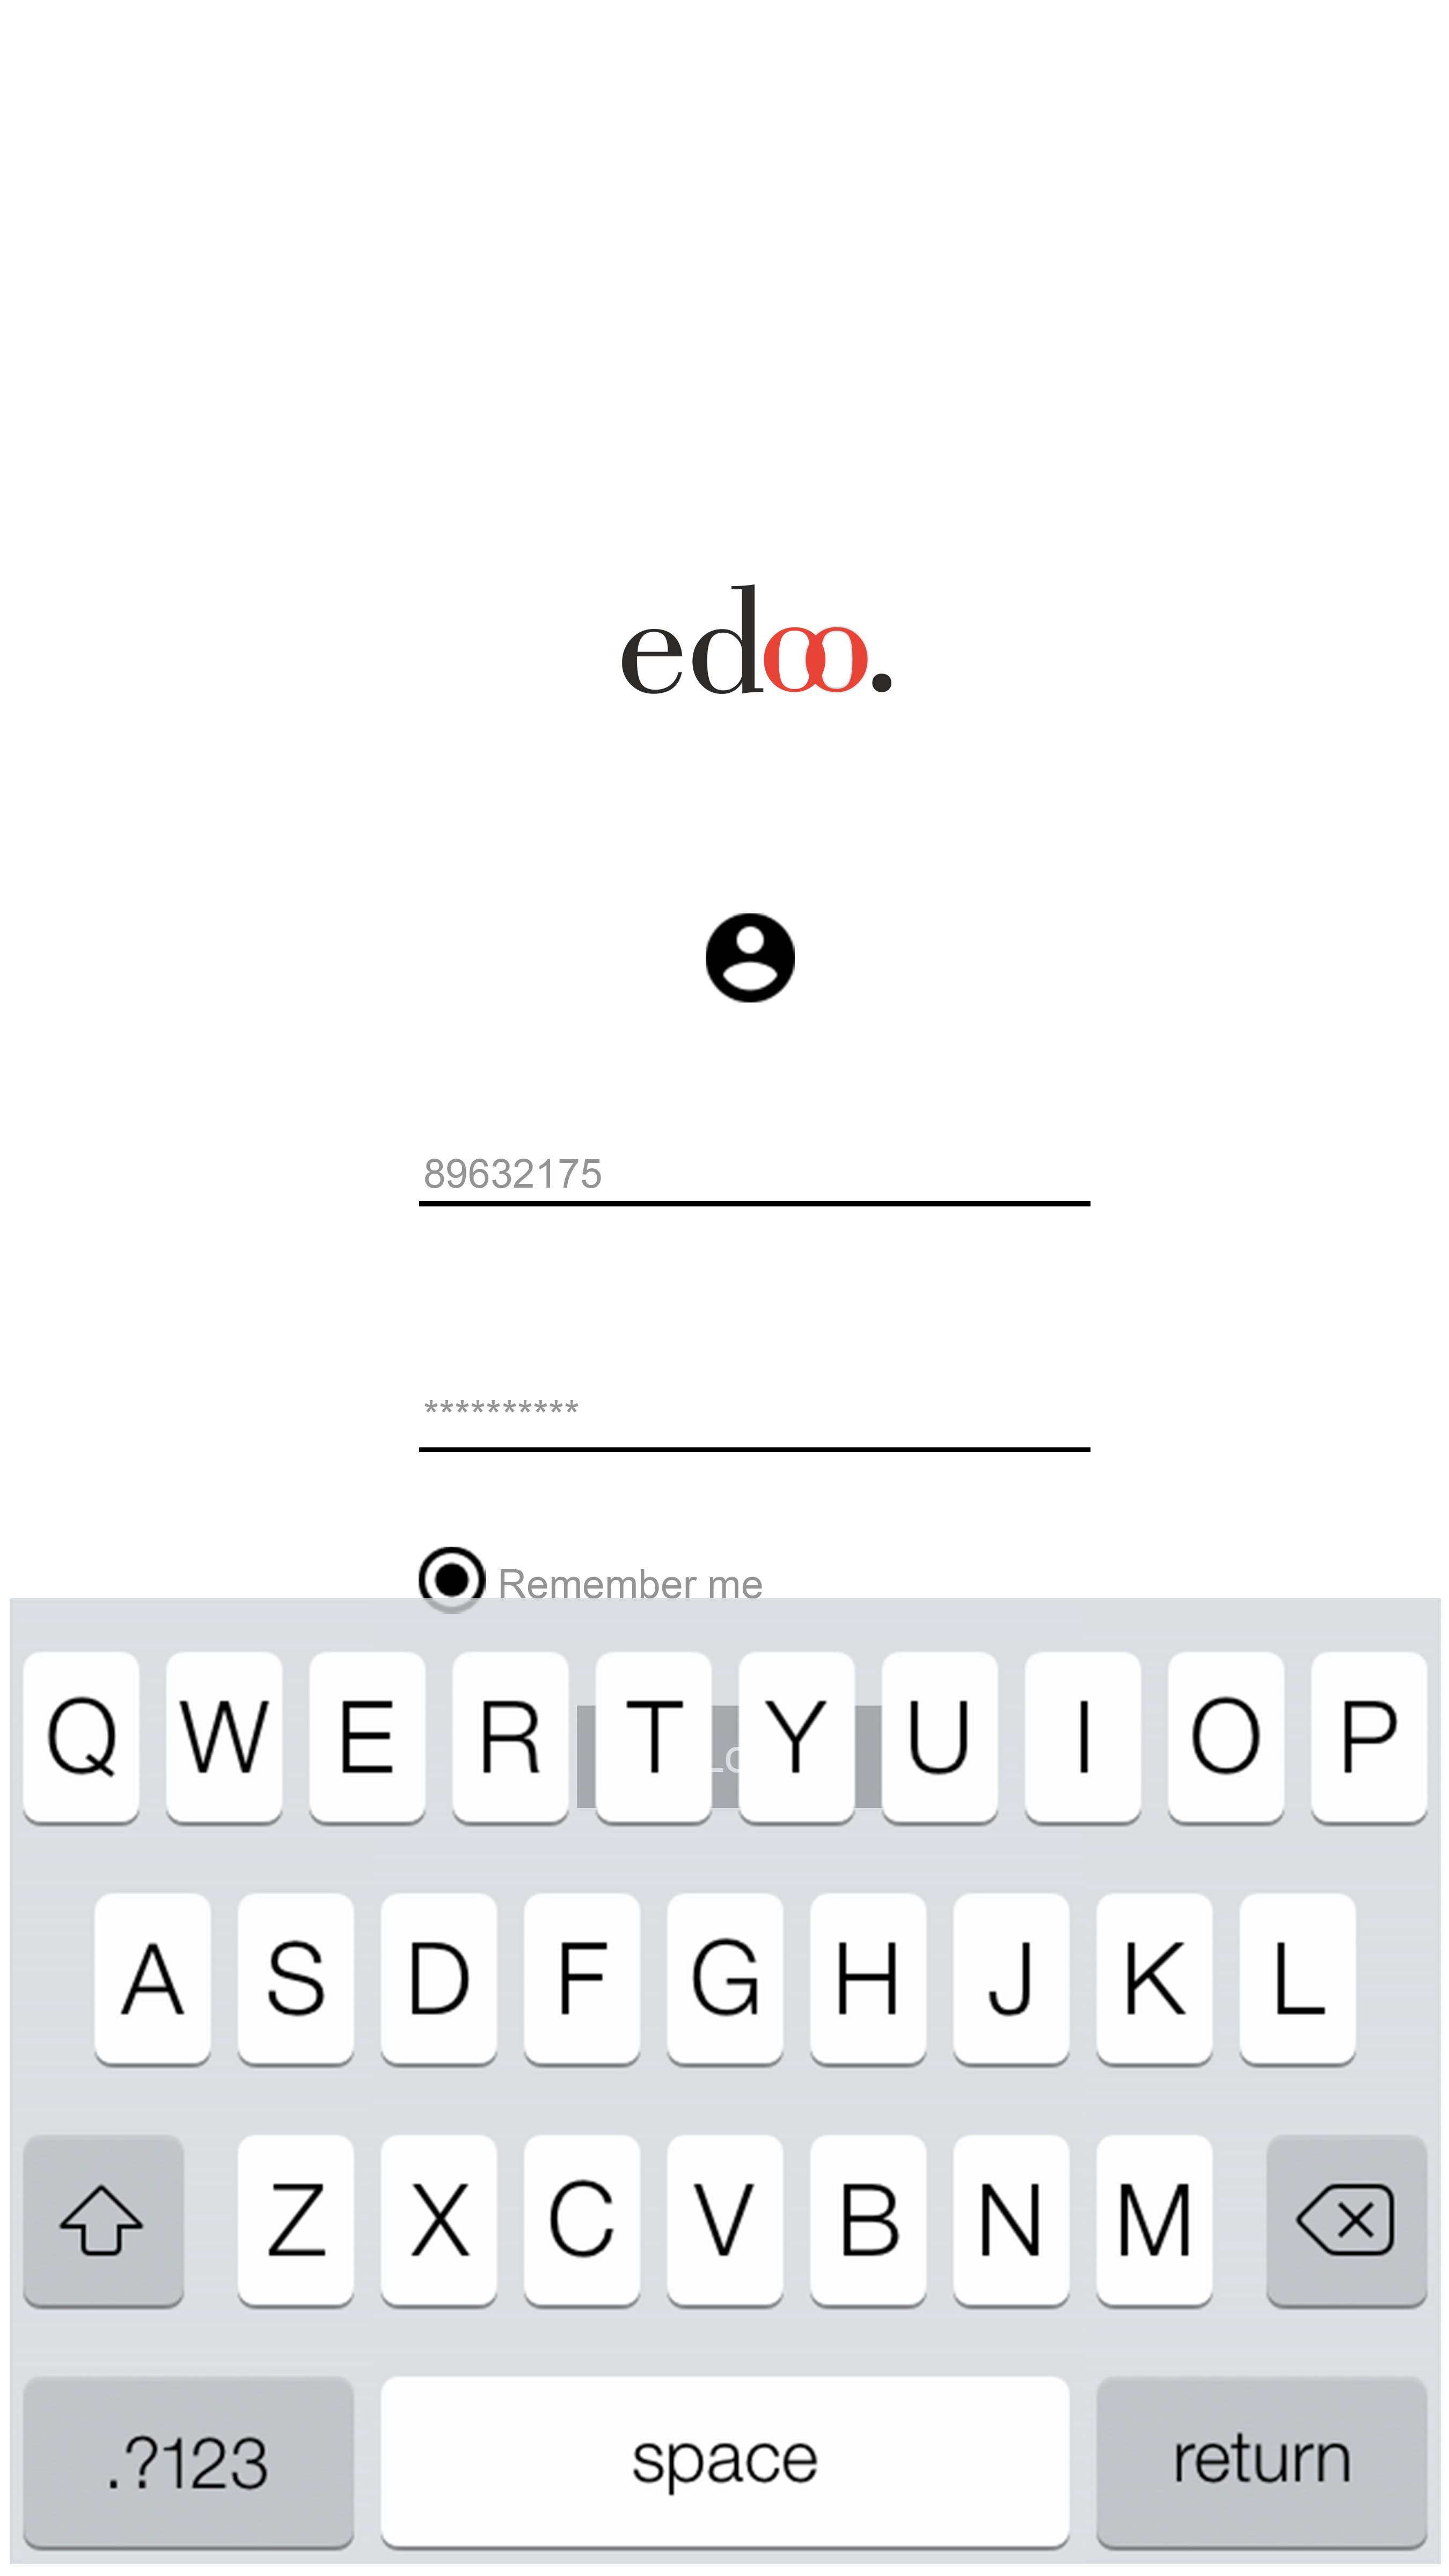 edoo.
89632175
**********
Remember me
Q W E R T Y U I O P
A S D F G H J K L
Z X C V B N M
.?123 space return